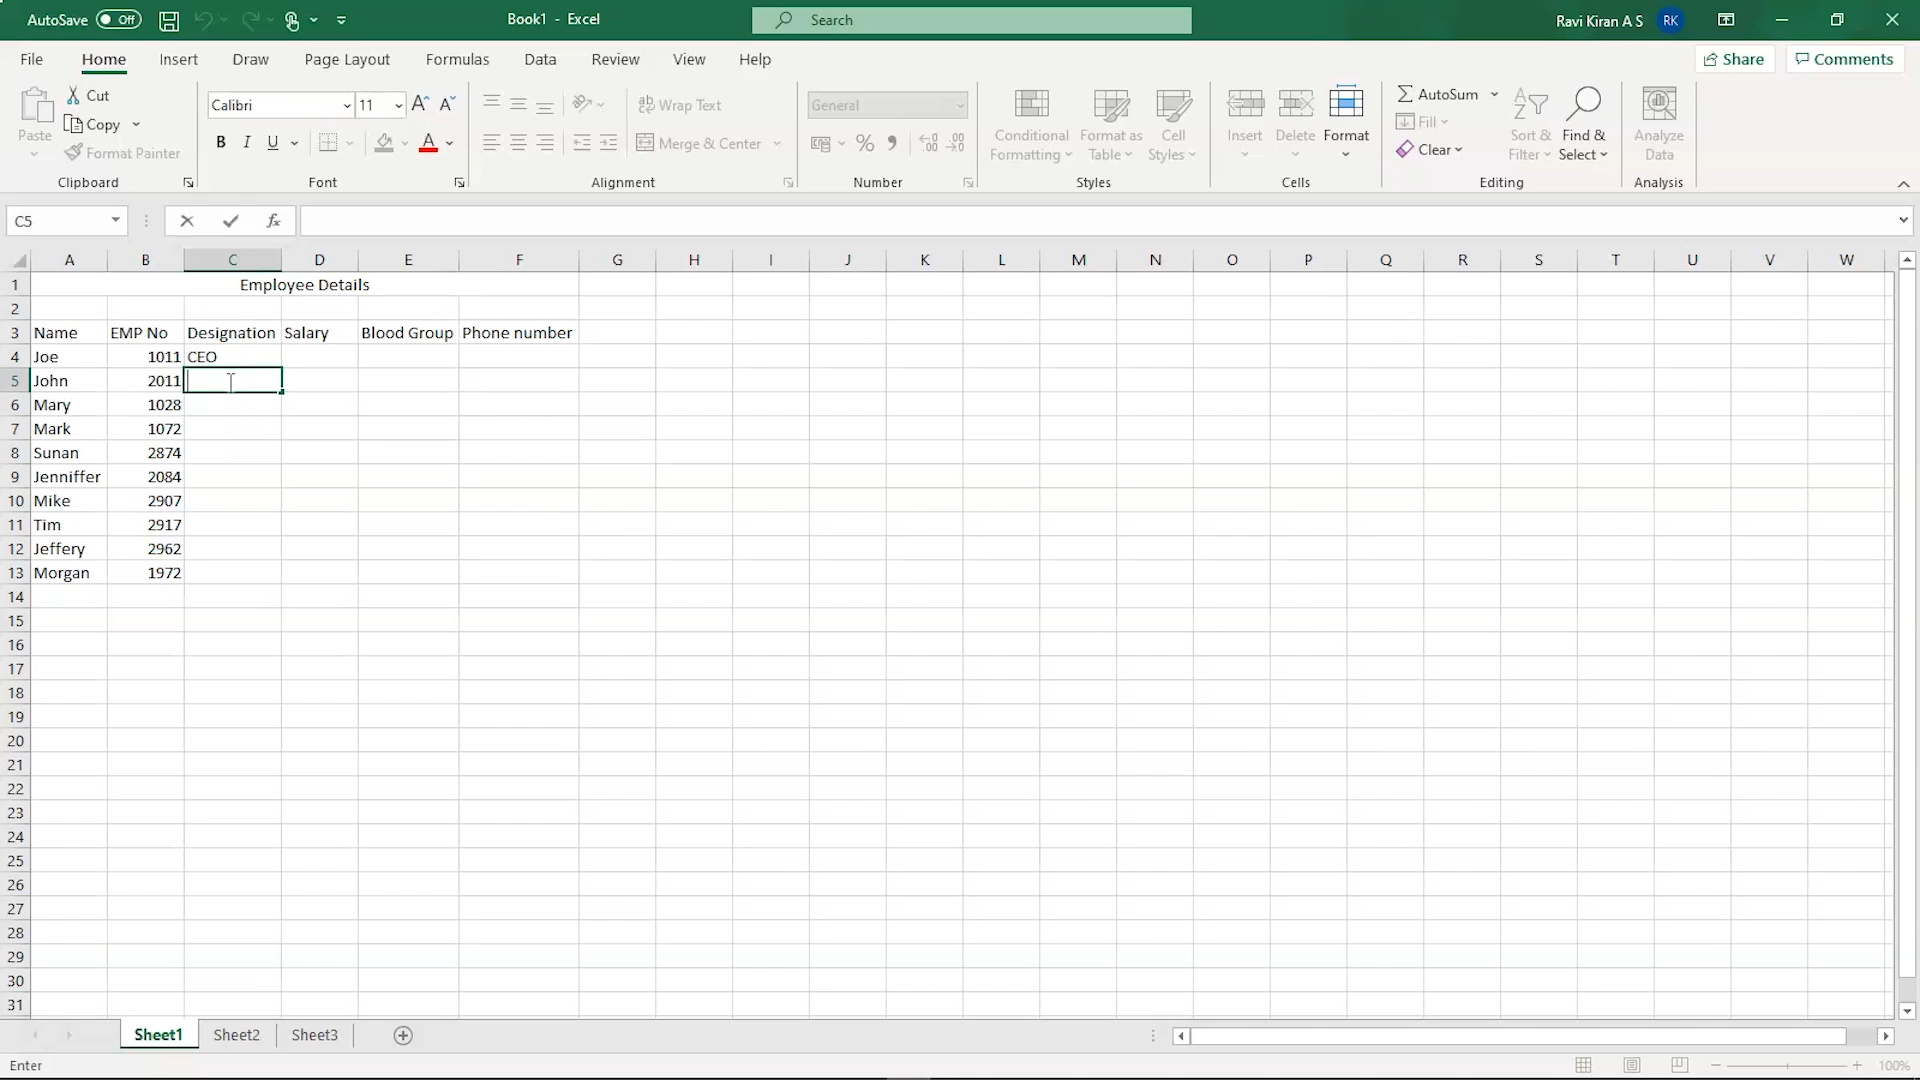 AutoSave Off Book1 - Excel Search Ravi Kiran A S RK
File Home Insert Draw Page Layout Formulas Data Review View Help Share Comments
Paste Cut Copy Format Painter Clipboard
Calibri 11 B I U A Font
ab Wrap Text Merge & Center Alignment
General % Number
Conditional Formatting Format as Table Cell Styles Styles
Insert Delete Format Cells
AutoSum Fill Clear Sort & Filter Find & Select Editing
Analyze Data Analysis
C5 fx
A B C D E F G H I J K L M N O P Q R S T U V W
1 Employee Details
2
3 Name EMP No Designation Salary Blood Group Phone number
4 Joe 1011 CEO
5 John 2011
6 Mary 1028
7 Mark 1072
8 Sunan 2874
9 Jenniffer 2084
10 Mike 2907
11 Tim 2917
12 Jeffery 2962
13 Morgan 1972
14
15
16
17
18
19
20
21
22
23
24
25
26
27
28
29
30
31
Sheet1 Sheet2 Sheet3
Enter 100%